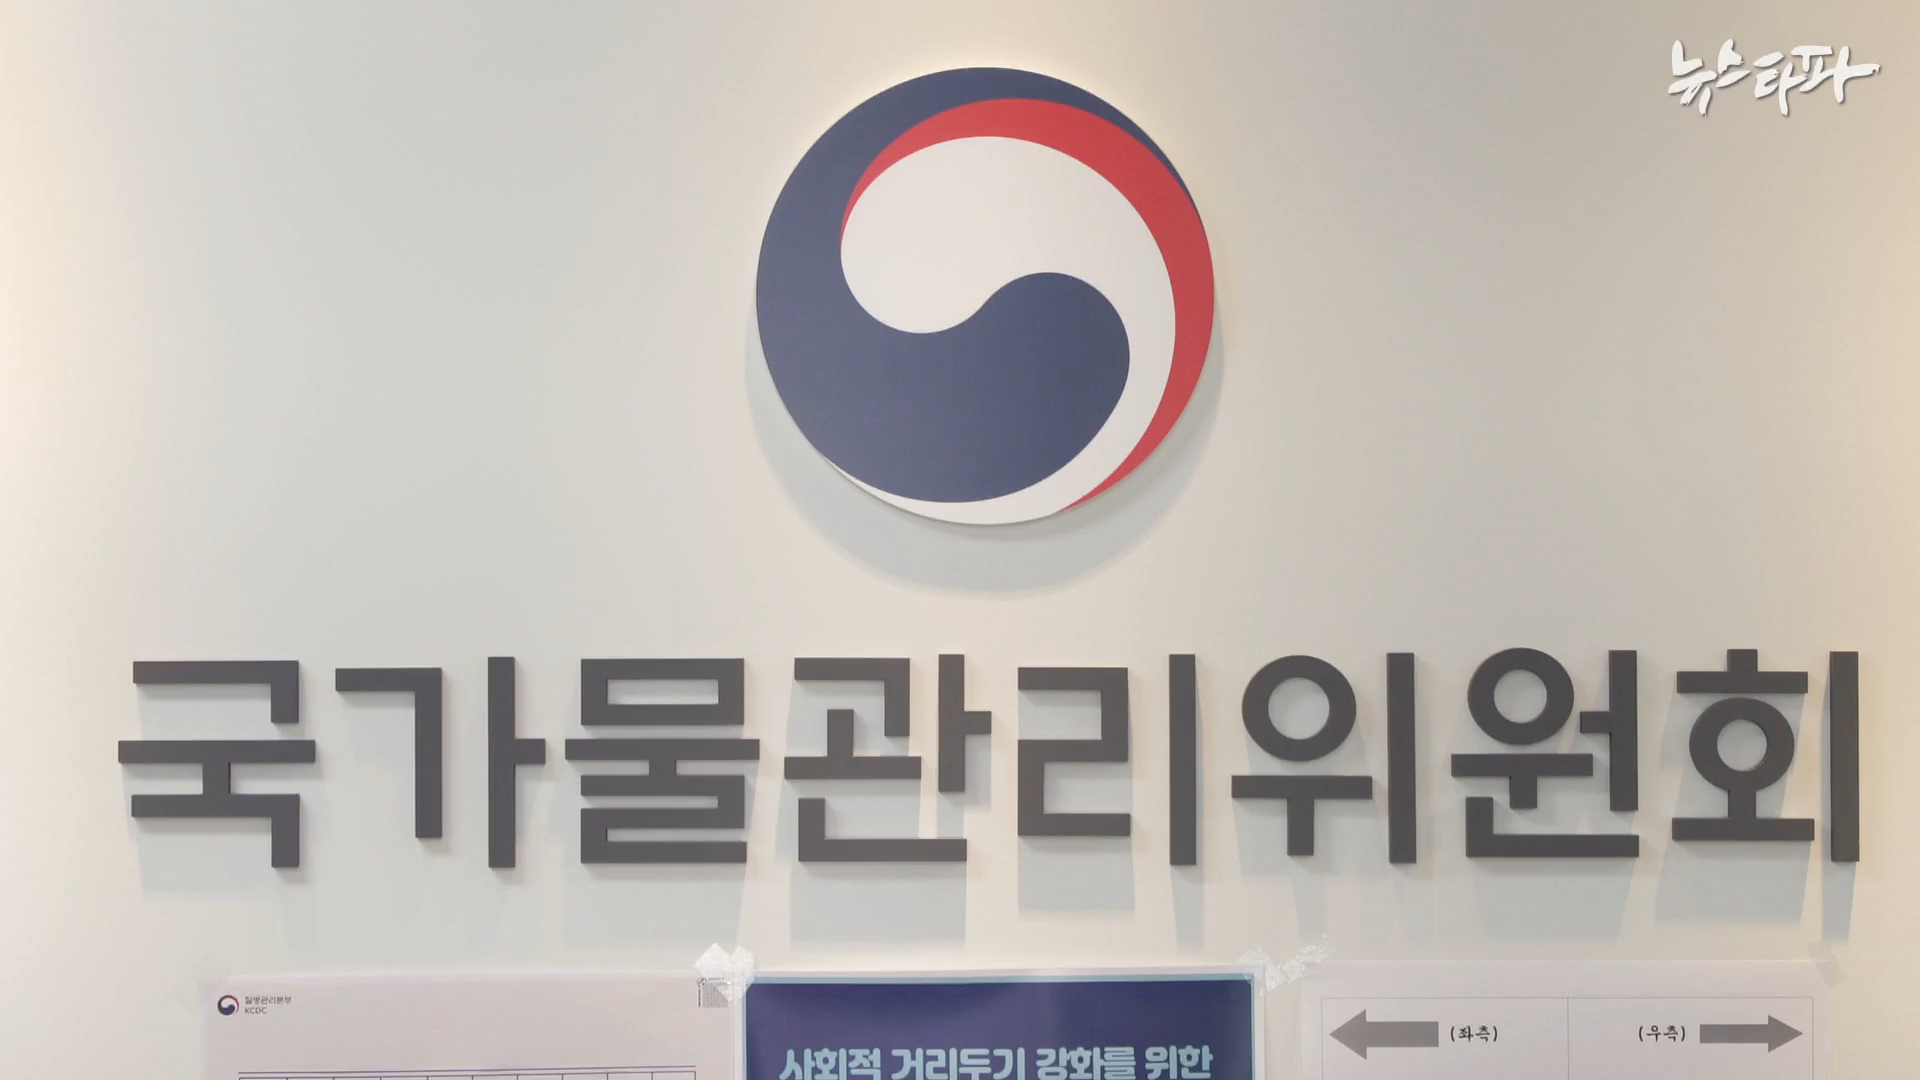 뉴스타파
국가물관리위원회
질병관리본부
KCDC
사회적 거리두기 강화를 위한
(좌측)
(우측)